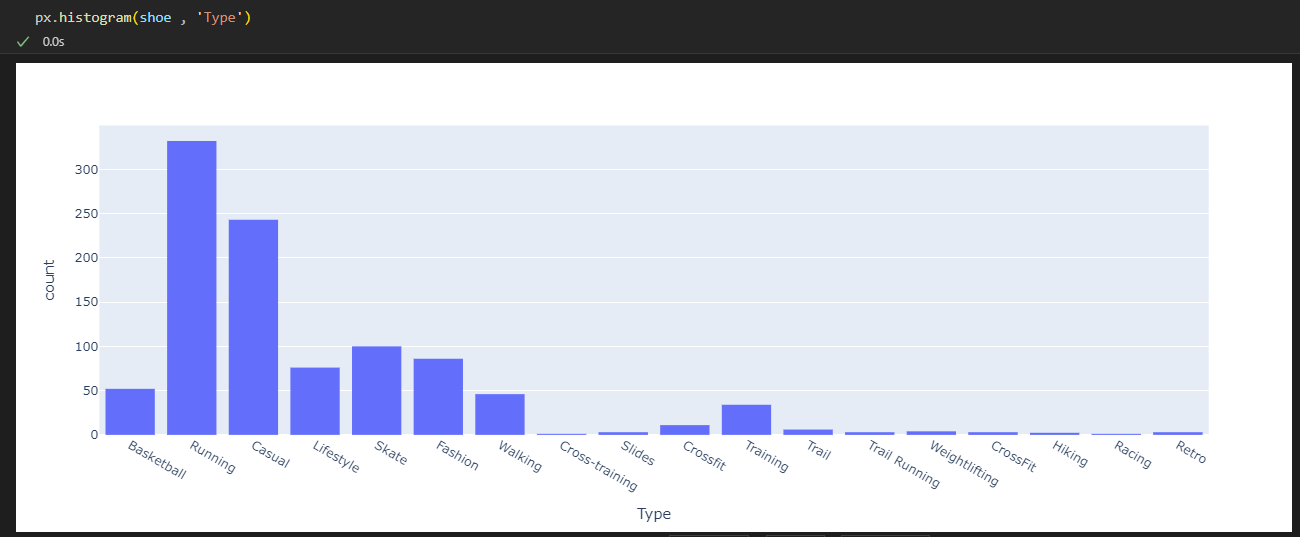 px.histogram(shoe , 'Type')
0.0s
300
250
200
150
100
50
0
count
Basketball
Running
Casual
Lifestyle
Skate
Fashion
Walking
Cross-training
Slides
Crossfit
Training
Trail
Trail Running
Weightlifting
CrossFit
Hiking
Racing
Retro
Type